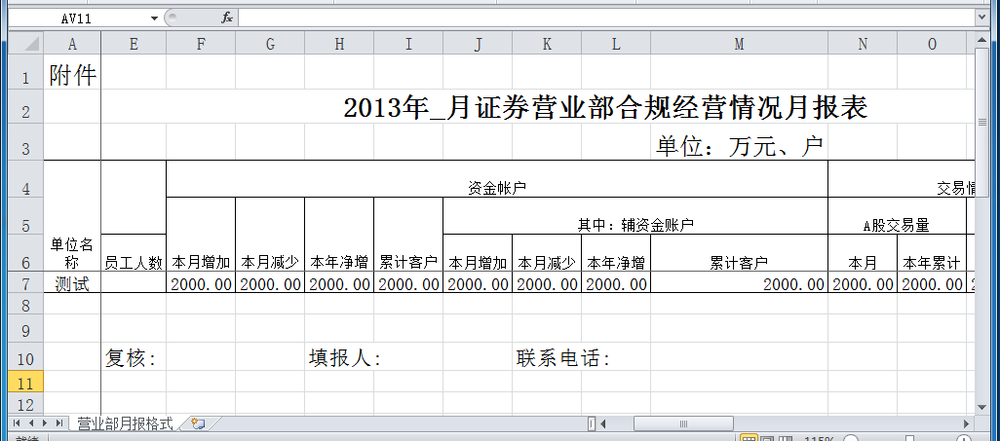 AV11 fx
A E F G H I J K L M N O
1 附件
2 2013年_月证券营业部合规经营情况月报表
3 单位：万元、户
4 资金帐户 交易情
5 其中：辅资金账户 A股交易量
6 单位名称 员工人数 本月增加 本月减少 本年净增 累计客户 本月增加 本月减少 本年净增 累计客户 本月 本年累计
7 测试 2000.00 2000.00 2000.00 2000.00 2000.00 2000.00 2000.00 2000.00 2000.00 2000.00 2
8
9
10 复核: 填报人: 联系电话:
11
12
营业部月报格式
就绪 115%